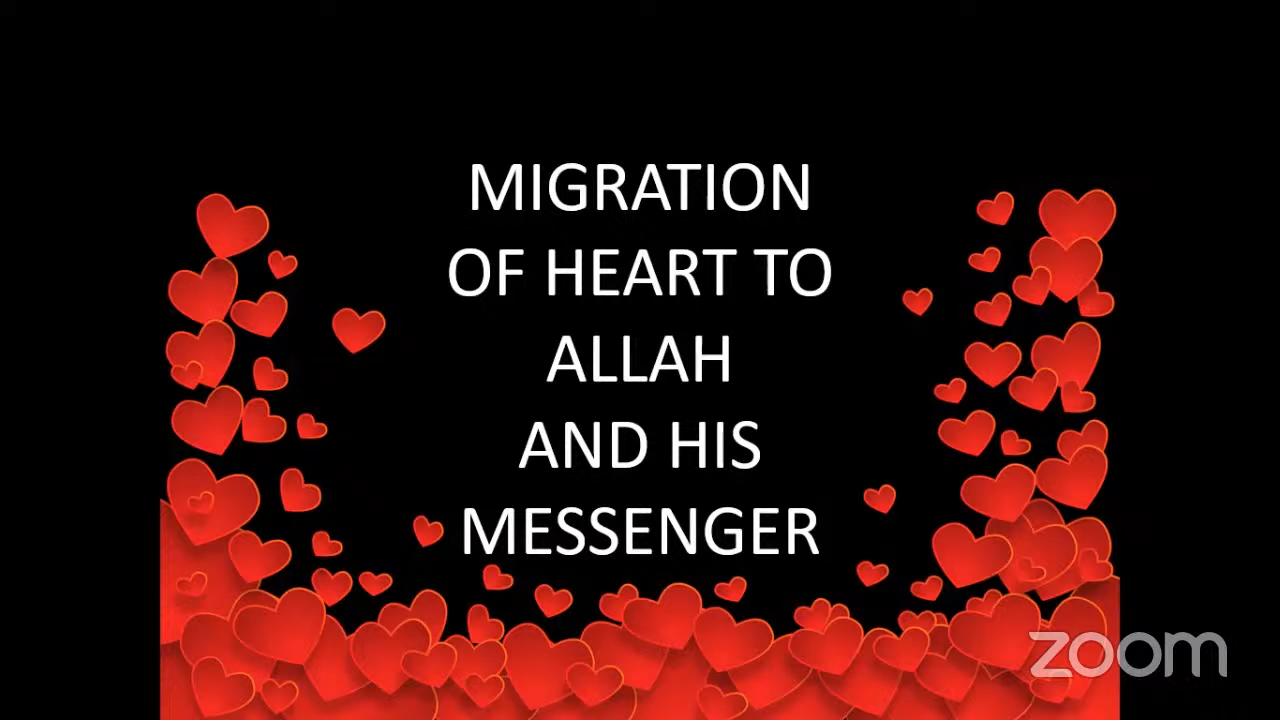 MIGRATION
OF HEART TO
ALLAH
AND HIS
MESSENGER
zoom